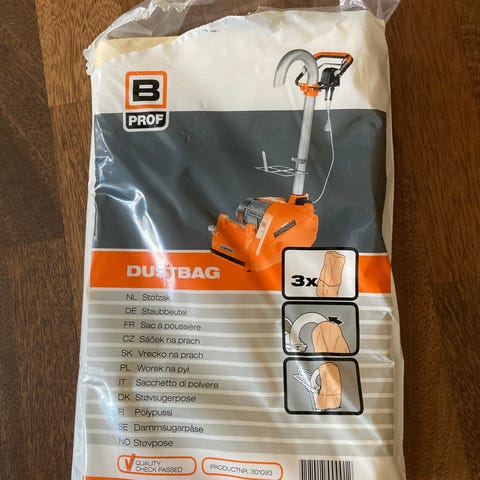 B
PROF
DUSTBAG
3x
NL Stofzak
DE Staubbeutel
FR Sac à poussière
CZ Sáček na prach
SK Vrecko na prach
PL Worek na pył
IT Sacchetto di polvere
DK Støvsugerpose
FI Pölypussi
SE Dammsugarpåse
NO Støvpose
QUALITY
CHECK PASSED
PRODUCTNR. 301093